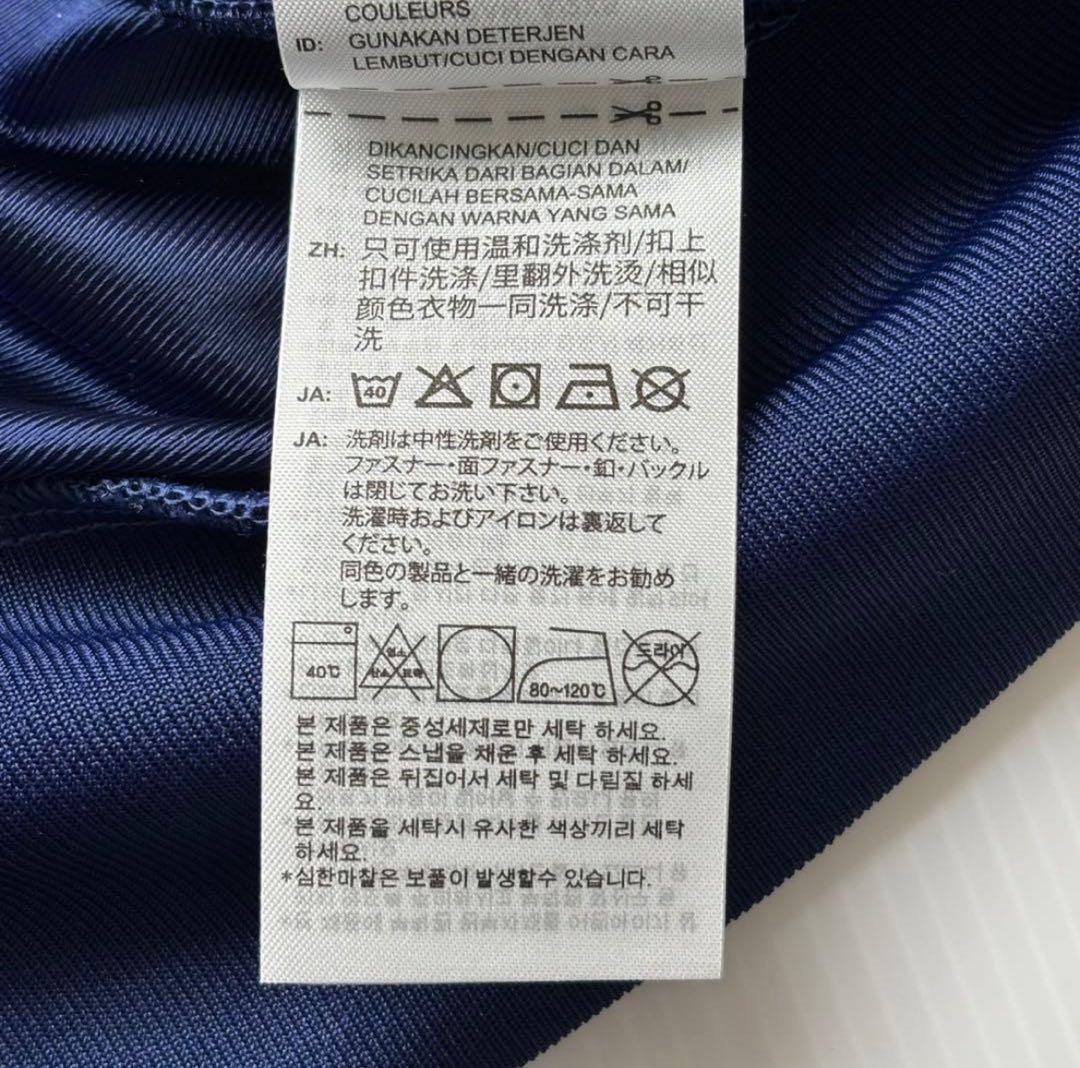 COULEURS
ID: GUNAKAN DETERJEN
LEMBUT/CUCI DENGAN CARA
DIKANCINGKAN/CUCI DAN
SETRIKA DARI BAGIAN DALAM/
CUCILAH BERSAMA-SAMA
DENGAN WARNA YANG SAMA
ZH: 只可使用温和洗涤剂/扣上
扣件洗涤/里翻外洗烫/相似
颜色衣物一同洗涤/不可干
洗
JA: 40
JA: 洗剤は中性洗剤をご使用ください。
ファスナー・面ファスナー・釦・バックル
は閉じてお洗い下さい。
洗濯時およびアイロンは裏返して
ください。
同色の製品と一緒の洗濯をお勧め
します。
40℃ 염소 산소 표백 80~120℃ 드라이
본 제품은 중성세제로만 세탁 하세요.
본 제품은 스냅을 채운 후 세탁 하세요.
본 제품은 뒤집어서 세탁 및 다림질 하세
요.
본 제품을 세탁시 유사한 색상끼리 세탁
하세요.
*심한마찰은 보풀이 발생할수 있습니다.